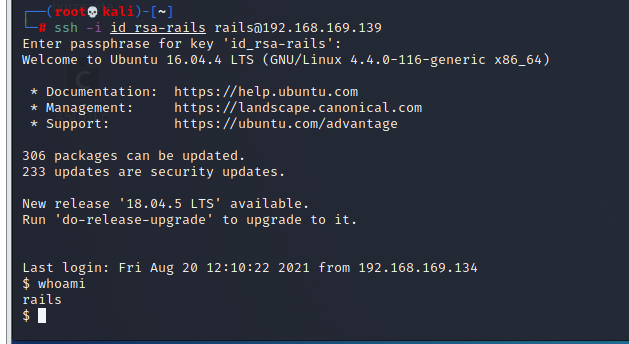 ┌──(root💀kali)-[~]
└─# ssh -i id_rsa-rails rails@192.168.169.139
Enter passphrase for key 'id_rsa-rails':
Welcome to Ubuntu 16.04.4 LTS (GNU/Linux 4.4.0-116-generic x86_64)
* Documentation:  https://help.ubuntu.com
* Management:     https://landscape.canonical.com
* Support:        https://ubuntu.com/advantage
306 packages can be updated.
233 updates are security updates.
New release '18.04.5 LTS' available.
Run 'do-release-upgrade' to upgrade to it.
Last login: Fri Aug 20 12:10:22 2021 from 192.168.169.134
$ whoami
rails
$